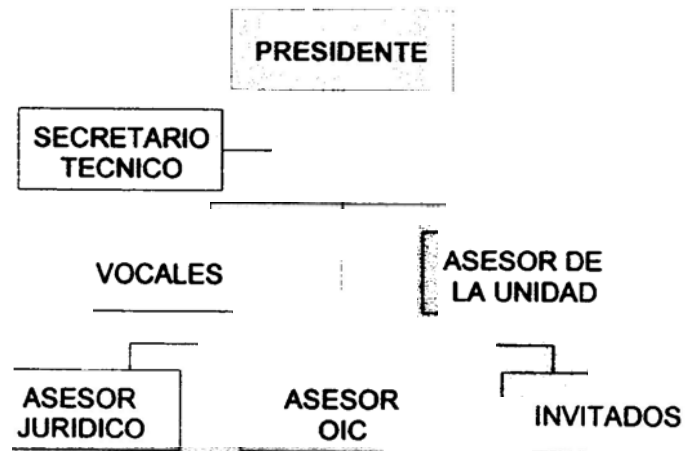 PRESIDENTE
SECRETARIO
TECNICO
VOCALES
ASESOR DE
LA UNIDAD
ASESOR
JURIDICO
ASESOR
OIC
INVITADOS